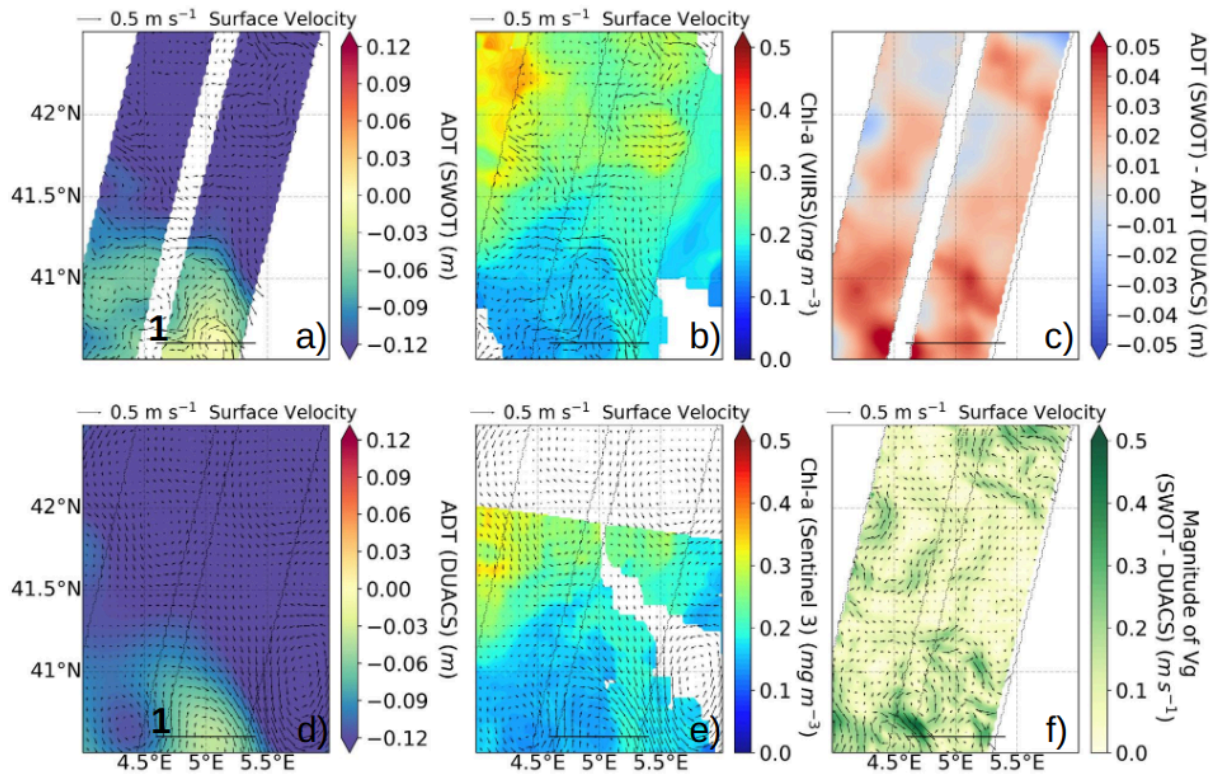 0.5 m s⁻¹ Surface Velocity
0.5 m s⁻¹ Surface Velocity
42°N
41.5°N
41°N
1
a)
0.12
0.09
0.06
0.03
0.00
−0.03
−0.06
−0.09
−0.12
ADT (SWOT) (m)
b)
0.5
0.4
0.3
0.2
0.1
0.0
Chl-a (VIIRS)(mg m⁻³)
c)
0.05
0.04
0.03
0.02
0.01
0.00
−0.01
−0.02
−0.03
−0.04
−0.05
ADT (SWOT) - ADT (DUACS) (m)
0.5 m s⁻¹ Surface Velocity
0.5 m s⁻¹ Surface Velocity
0.5 m s⁻¹ Surface Velocity
42°N
41.5°N
41°N
1
d)
4.5°E 5°E 5.5°E
0.12
0.09
0.06
0.03
0.00
−0.03
−0.06
−0.09
−0.12
ADT (DUACS) (m)
e)
4.5°E 5°E 5.5°E
0.5
0.4
0.3
0.2
0.1
0.0
Chl-a (Sentinel 3) (mg m⁻³)
f)
4.5°E 5°E 5.5°E
0.5
0.4
0.3
0.2
0.1
0.0
Magnitude of Vg
(SWOT - DUACS) (m s⁻¹)